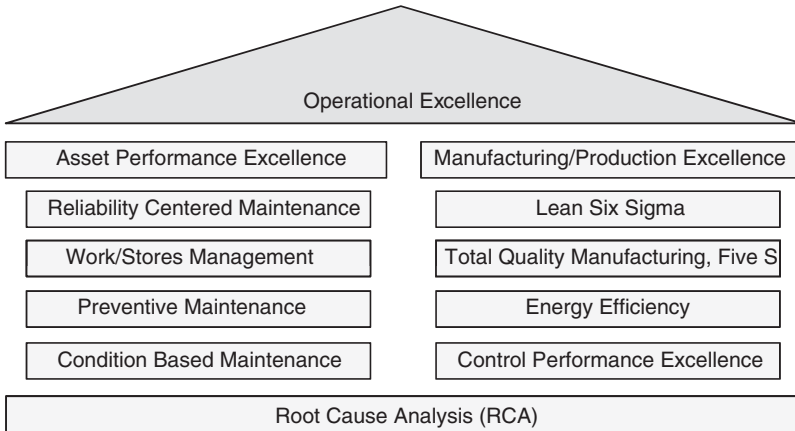 Operational Excellence
Asset Performance Excellence
Manufacturing/Production Excellence
Reliability Centered Maintenance
Lean Six Sigma
Work/Stores Management
Total Quality Manufacturing, Five S
Preventive Maintenance
Energy Efficiency
Condition Based Maintenance
Control Performance Excellence
Root Cause Analysis (RCA)